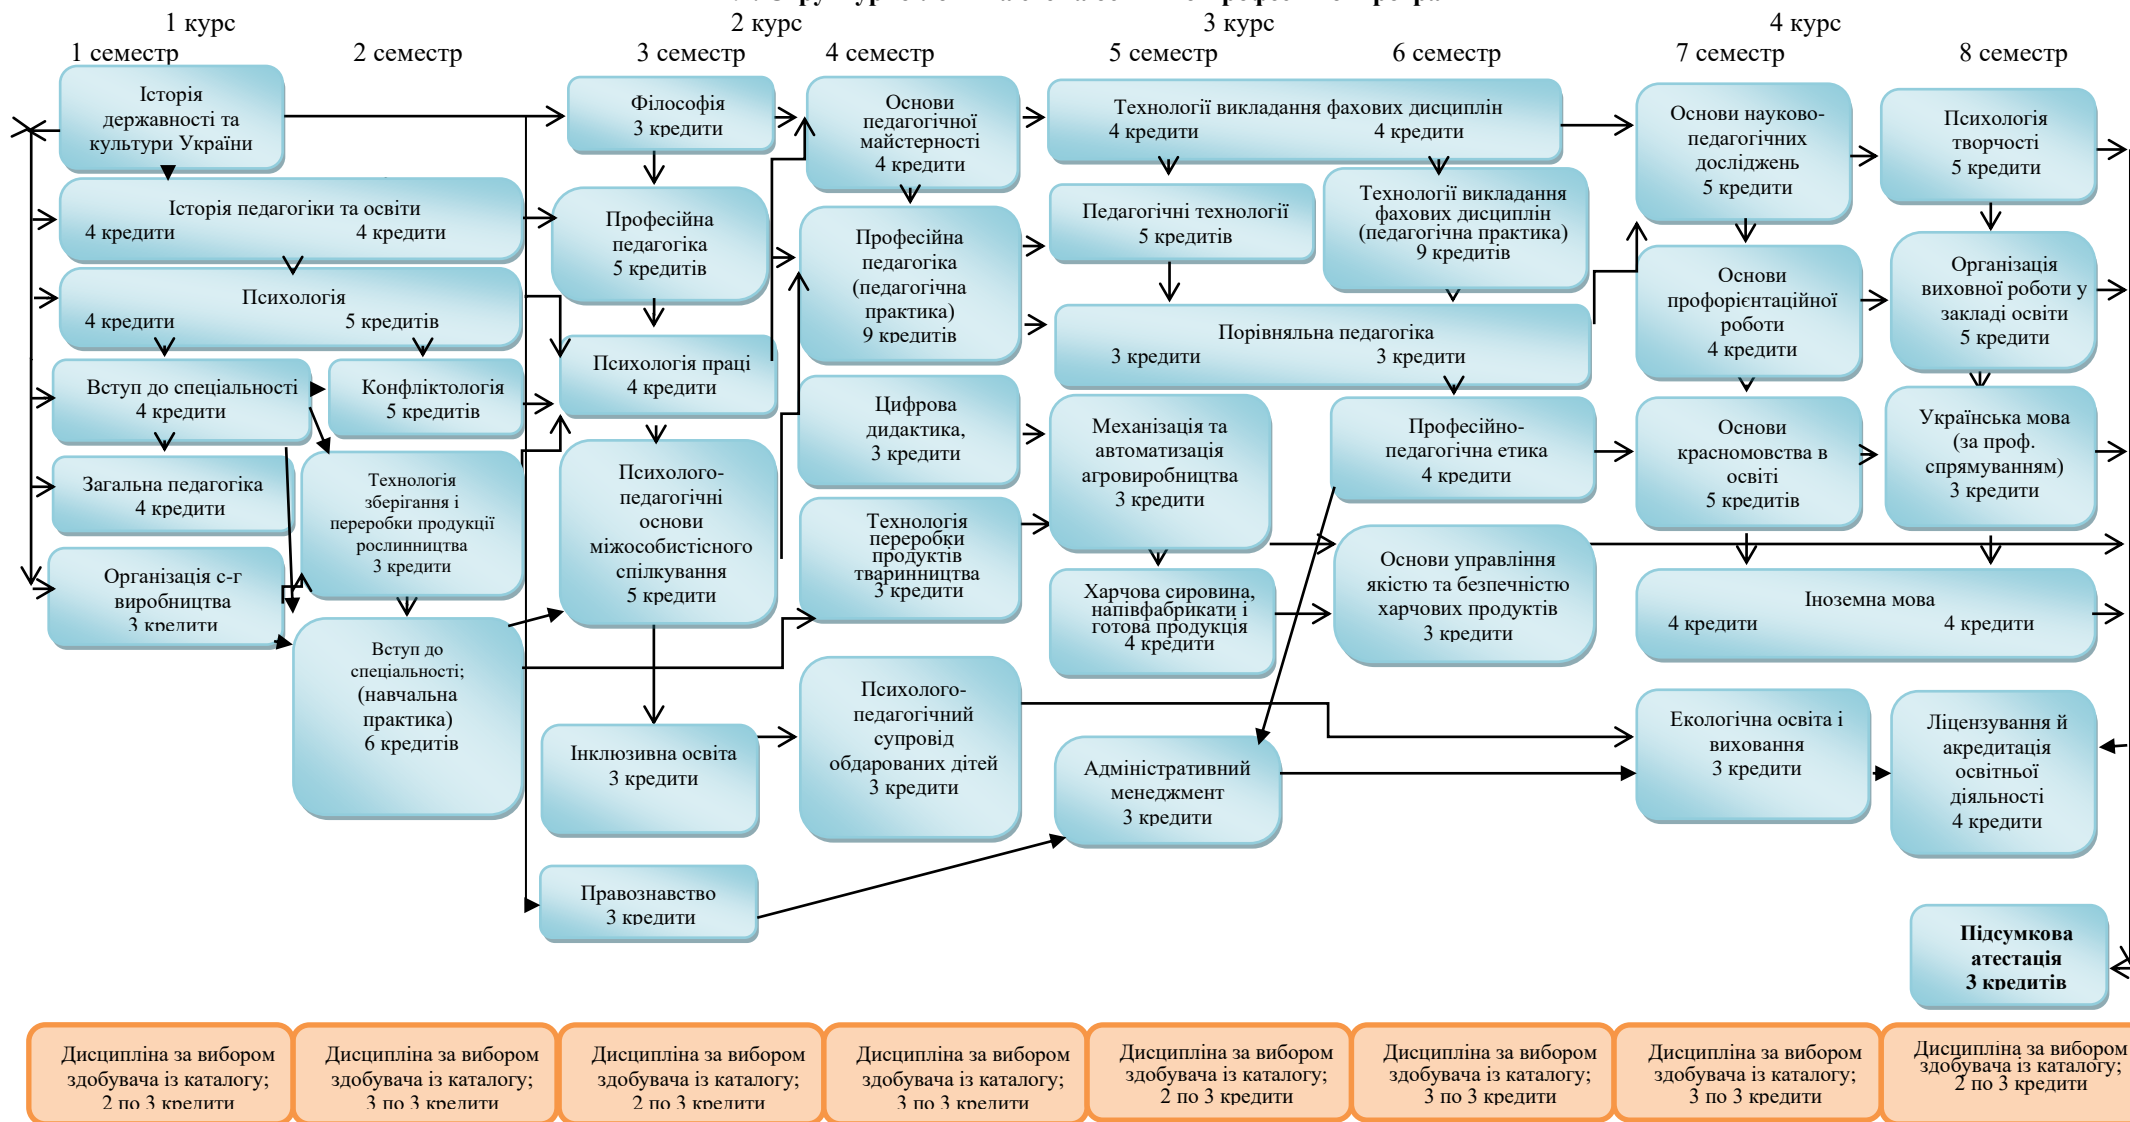 1 курс
2 курс
3 курс
4 курс
1 семестр
2 семестр
3 семестр
4 семестр
5 семестр
6 семестр
7 семестр
8 семестр
Історія
державності та
культури України
Історія педагогіки та освіти
4 кредити
4 кредити
Психологія
4 кредити
5 кредитів
Вступ до спеціальності
4 кредити
Конфліктологія
5 кредитів
Загальна педагогіка
4 кредити
Технологія
зберігання і
переробки продукції
рослинництва
3 кредити
Організація с-г
виробництва
3 кредити
Вступ до
спеціальності;
(навчальна
практика)
6 кредитів
Філософія
3 кредити
Професійна
педагогіка
5 кредитів
Психологія праці
4 кредити
Психолого-
педагогічні
основи
міжособистісного
спілкування
5 кредити
Інклюзивна освіта
3 кредити
Правознавство
3 кредити
Основи
педагогічної
майстерності
4 кредити
Професійна
педагогіка
(педагогічна
практика)
9 кредитів
Цифрова
дидактика,
3 кредити
Технологія
переробки
продуктів
тваринництва
3 кредити
Психолого-
педагогічний
супровід
обдарованих дітей
3 кредити
Технології викладання фахових дисциплін
4 кредити
4 кредити
Педагогічні технології
5 кредитів
Технології викладання
фахових дисциплін
(педагогічна практика)
9 кредитів
Порівняльна педагогіка
3 кредити
3 кредити
Механізація та
автоматизація
агровиробництва
3 кредити
Професійно-
педагогічна етика
4 кредити
Харчова сировина,
напівфабрикати і
готова продукція
4 кредити
Основи управління
якістю та безпечністю
харчових продуктів
3 кредити
Адміністративний
менеджмент
3 кредити
Основи науково-
педагогічних
досліджень
5 кредити
Основи
профорієнтаційної
роботи
4 кредити
Основи
красномовства в
освіті
5 кредитів
Іноземна мова
4 кредити
4 кредити
Екологічна освіта і
виховання
3 кредити
Психологія
творчості
5 кредити
Організація
виховної роботи у
закладі освіти
5 кредити
Українська мова
(за проф.
спрямуванням)
3 кредити
Ліцензування й
акредитація
освітньої
діяльності
4 кредити
Підсумкова
атестація
3 кредитів
Дисципліна за вибором
здобувача із каталогу;
2 по 3 кредити
Дисципліна за вибором
здобувача із каталогу;
3 по 3 кредити
Дисципліна за вибором
здобувача із каталогу;
2 по 3 кредити
Дисципліна за вибором
здобувача із каталогу;
3 по 3 кредити
Дисципліна за вибором
здобувача із каталогу;
2 по 3 кредити
Дисципліна за вибором
здобувача із каталогу;
3 по 3 кредити
Дисципліна за вибором
здобувача із каталогу;
3 по 3 кредити
Дисципліна за вибором
здобувача із каталогу;
2 по 3 кредити